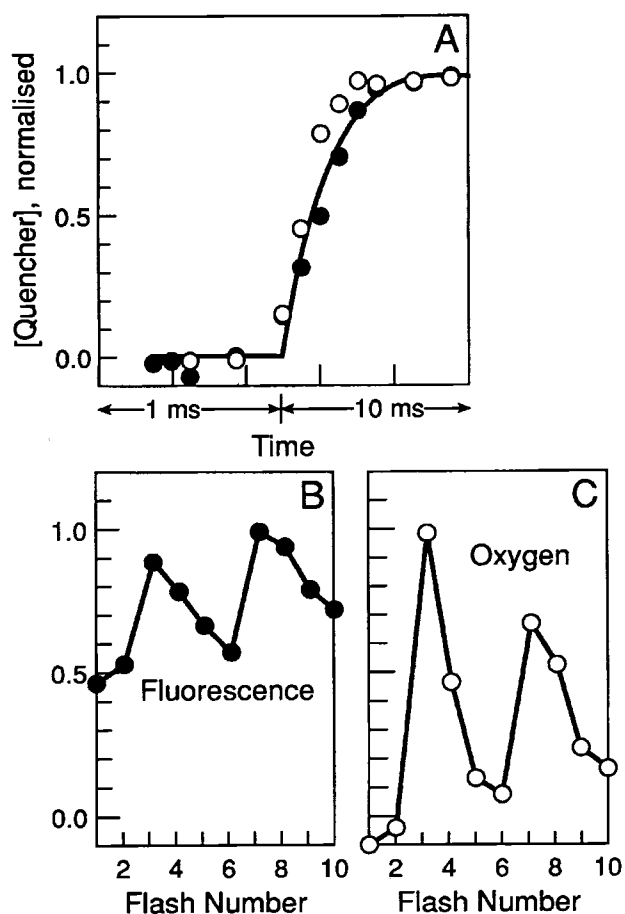 A
[Quencher], normalised
1.0
0.5
0.0
1 ms
10 ms
Time
B
1.0
0.5
0.0
Fluorescence
2 4 6 8 10
Flash Number
C
Oxygen
2 4 6 8 10
Flash Number